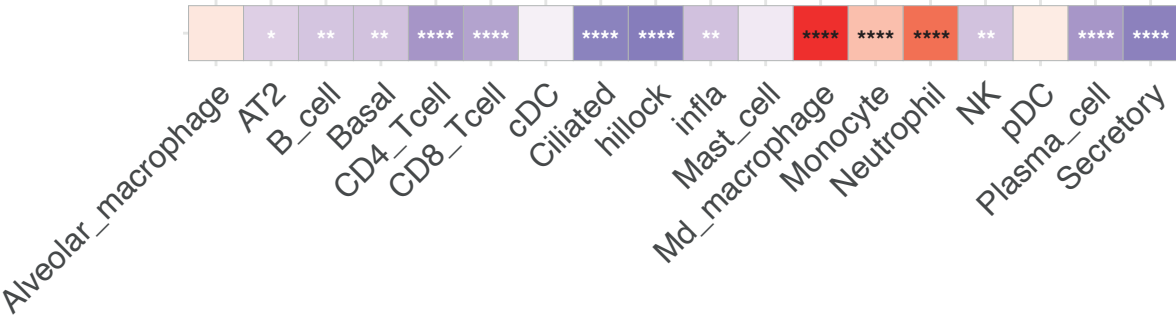 * ** ** **** **** **** **** ** **** **** **** ** **** ****
Alveolar_macrophage
AT2
B_cell
Basal
CD4_Tcell
CD8_Tcell
cDC
Ciliated
hillock
infla
Mast_cell
Md_macrophage
Monocyte
Neutrophil
NK
pDC
Plasma_cell
Secretory